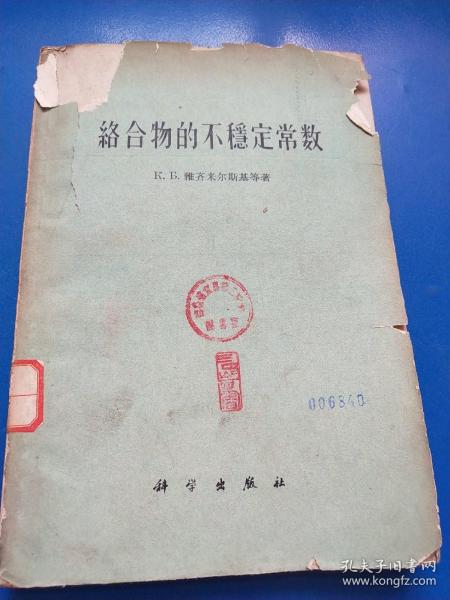 絡合物的不穩定常数
К. Б. 雅齐米尔斯基等著
006840
科学出版社
孔夫子旧书网
www.kongfz.com